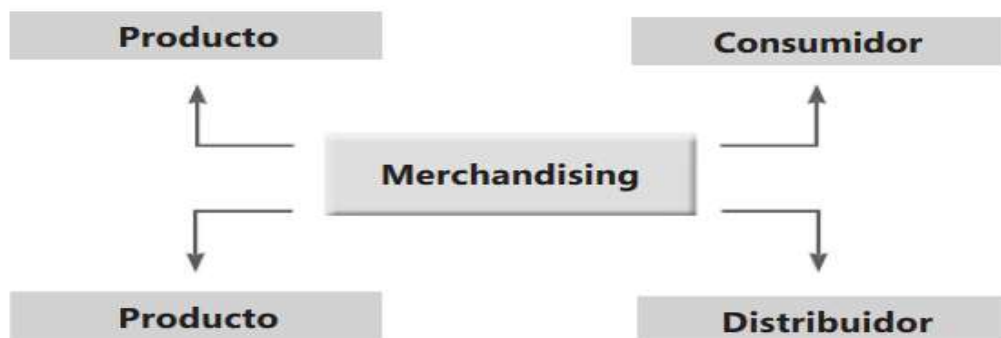 Producto
Consumidor
Merchandising
Producto
Distribuidor